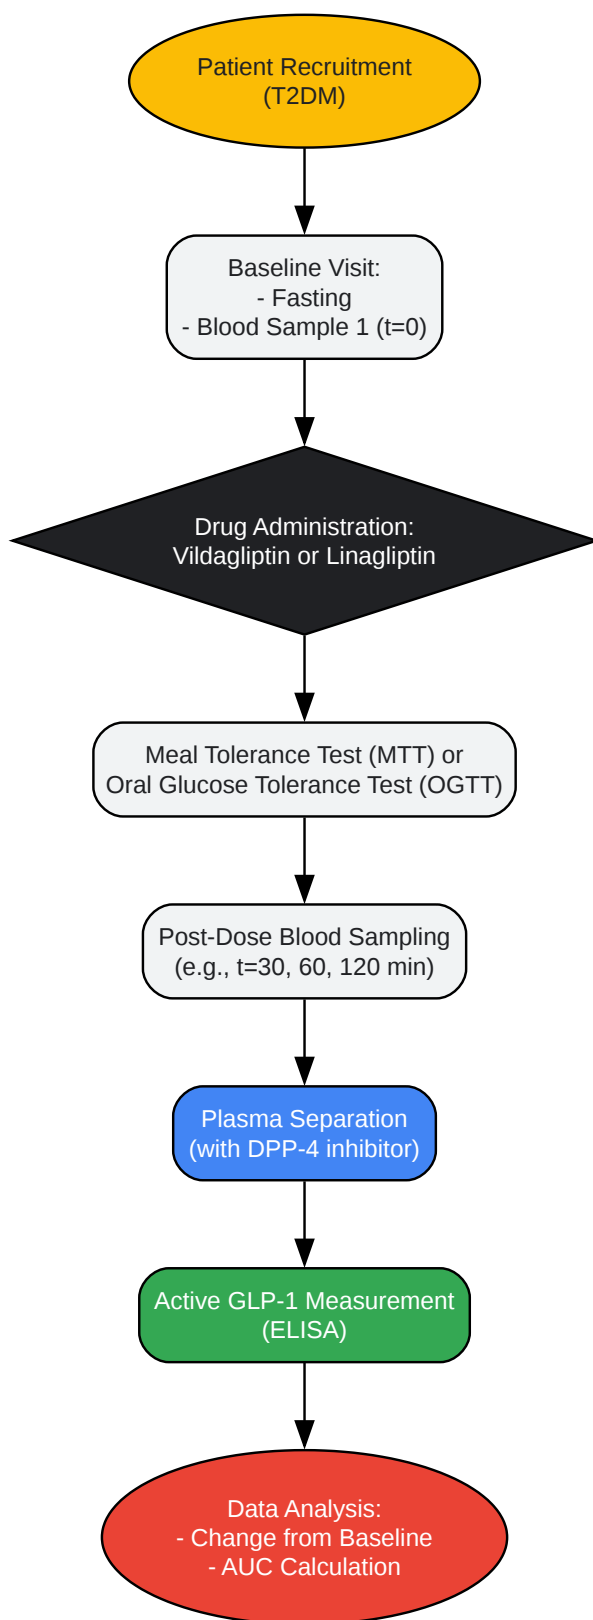 Patient Recruitment
(T2DM)
Baseline Visit:
- Fasting
- Blood Sample 1 (t=0)
Drug Administration:
Vildagliptin or Linagliptin
Meal Tolerance Test (MTT) or
Oral Glucose Tolerance Test (OGTT)
Post-Dose Blood Sampling
(e.g., t=30, 60, 120 min)
Plasma Separation
(with DPP-4 inhibitor)
Active GLP-1 Measurement
(ELISA)
Data Analysis:
- Change from Baseline
- AUC Calculation